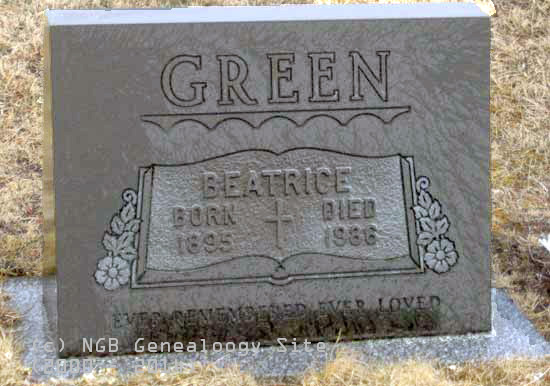 GREEN
BEATRICE
BORN DIED
1895 1986
EVER REMEMBERED EVER LOVED
(c) NGB Genealogy Site